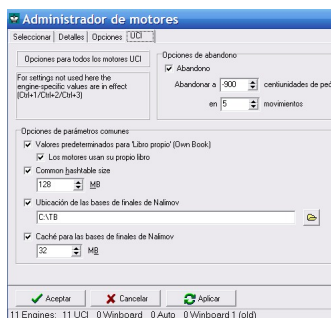 Administrador de motores
Seleccionar Detalles Opciones UCI
Opciones para todos los motores UCI
For settings not used here the
engine-specific values are in effect
(Ctrl+1/Ctrl+2/Ctrl+3)
Opciones de abandono
Abandono
Abandonar a -900 centiunidades de peó
en 5 movimientos
Opciones de parámetros comunes
Valores predeterminados para 'Libro propio' (Own Book)
Los motores usan su propio libro
Common hashtable size
128 MB
Ubicación de las bases de finales de Nalimov
C:\TB
Caché para las bases de finales de Nalimov
32 MB
Aceptar Cancelar Aplicar
11 Engines: 11 UCI 0 Winboard 0 Auto 0 Winboard 1 (old)